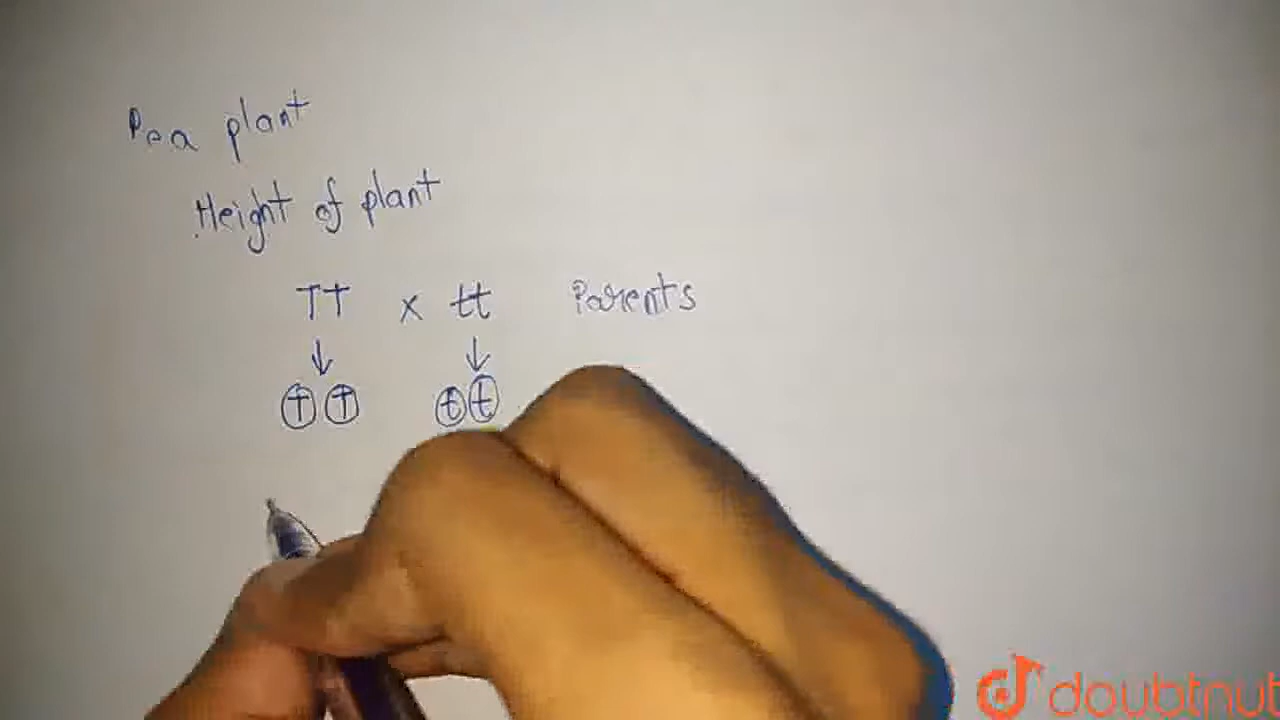 Pea plant
Height of plant
TT x tt Parents
↓ ↓
T T t t
doubtnut